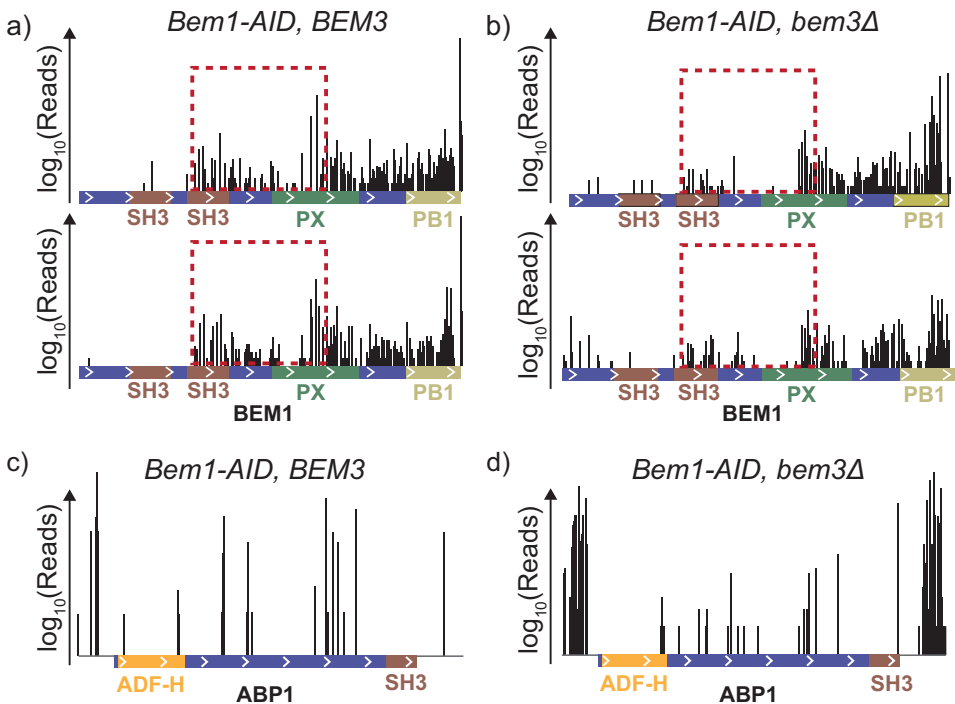 a)
Bem1-AID, BEM3
log10(Reads)
SH3 SH3 PX PB1
log10(Reads)
SH3 SH3 PX PB1
BEM1
b)
Bem1-AID, bem3Δ
log10(Reads)
SH3 SH3 PX PB1
log10(Reads)
SH3 SH3 PX PB1
BEM1
c)
Bem1-AID, BEM3
log10(Reads)
ADF-H ABP1 SH3
d)
Bem1-AID, bem3Δ
log10(Reads)
ADF-H ABP1 SH3